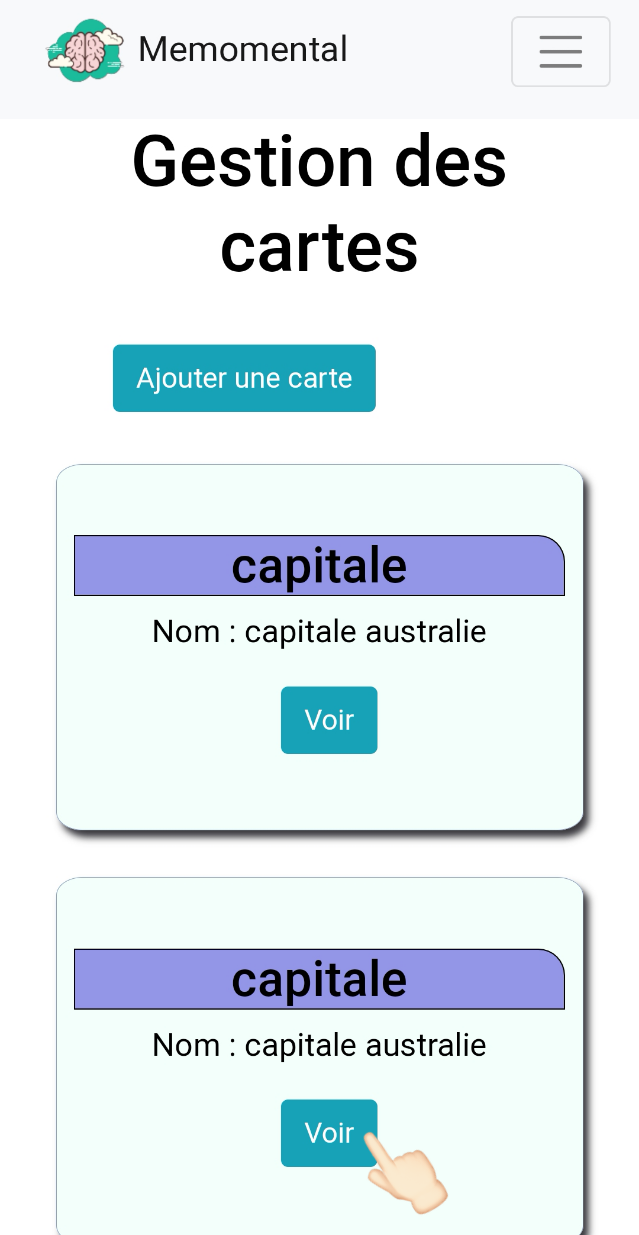 Memomental
Gestion des
cartes
Ajouter une carte
capitale
Nom : capitale australie
Voir
capitale
Nom : capitale australie
Voir